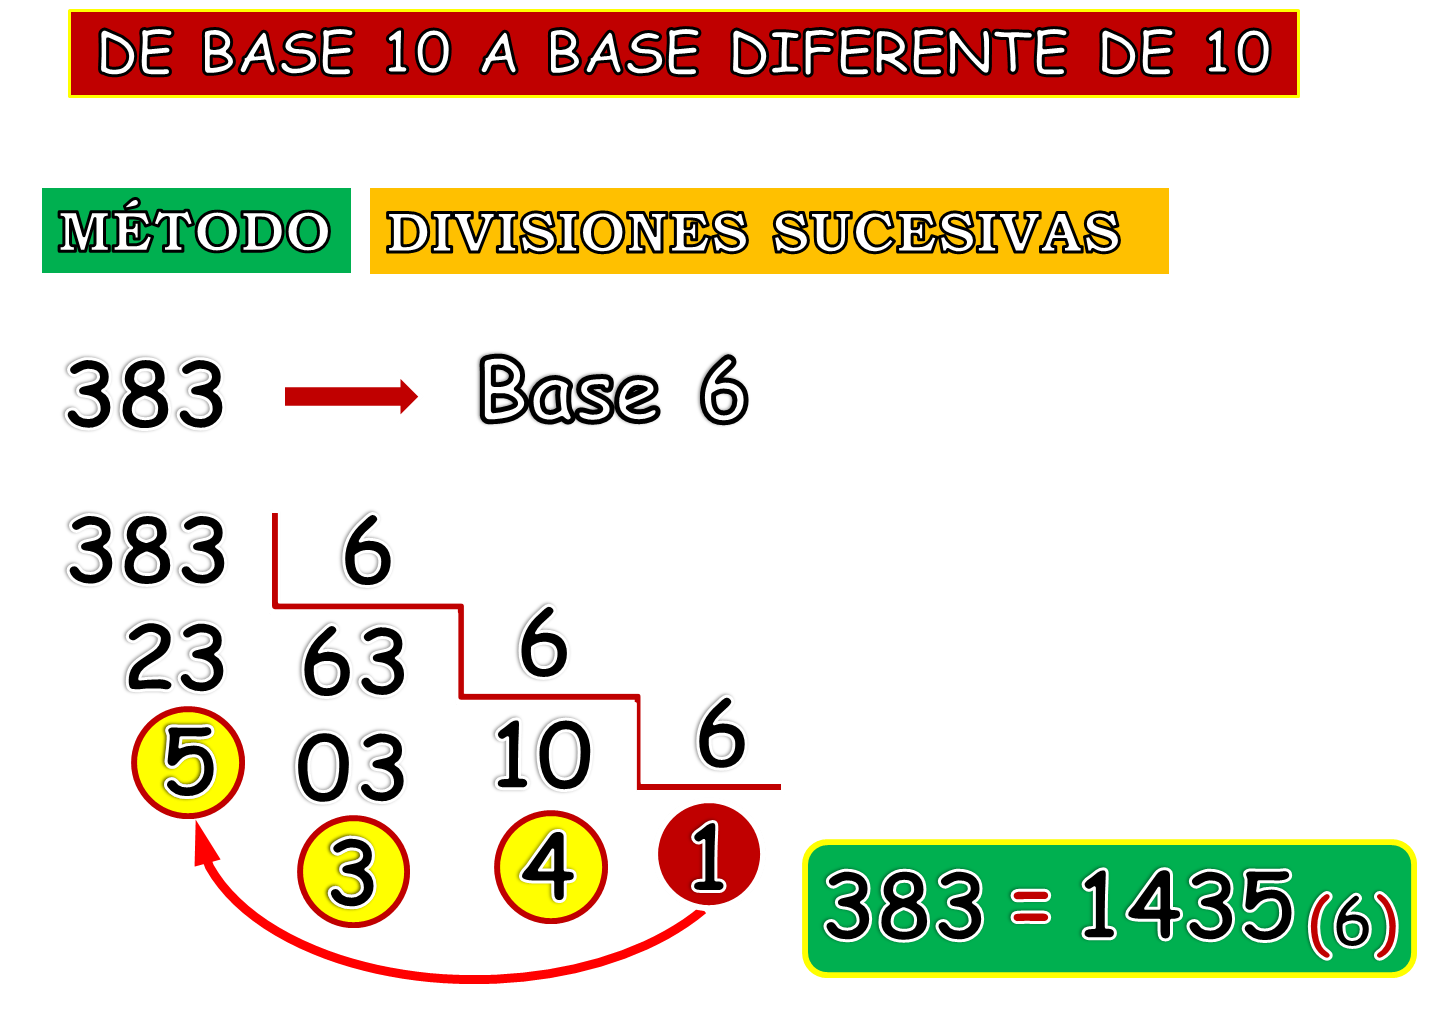 DE BASE 10 A BASE DIFERENTE DE 10
MÉTODO DIVISIONES SUCESIVAS
383 Base 6
383 6
23 63 6
5 03 10 6
3 4 1
383 = 1435(6)